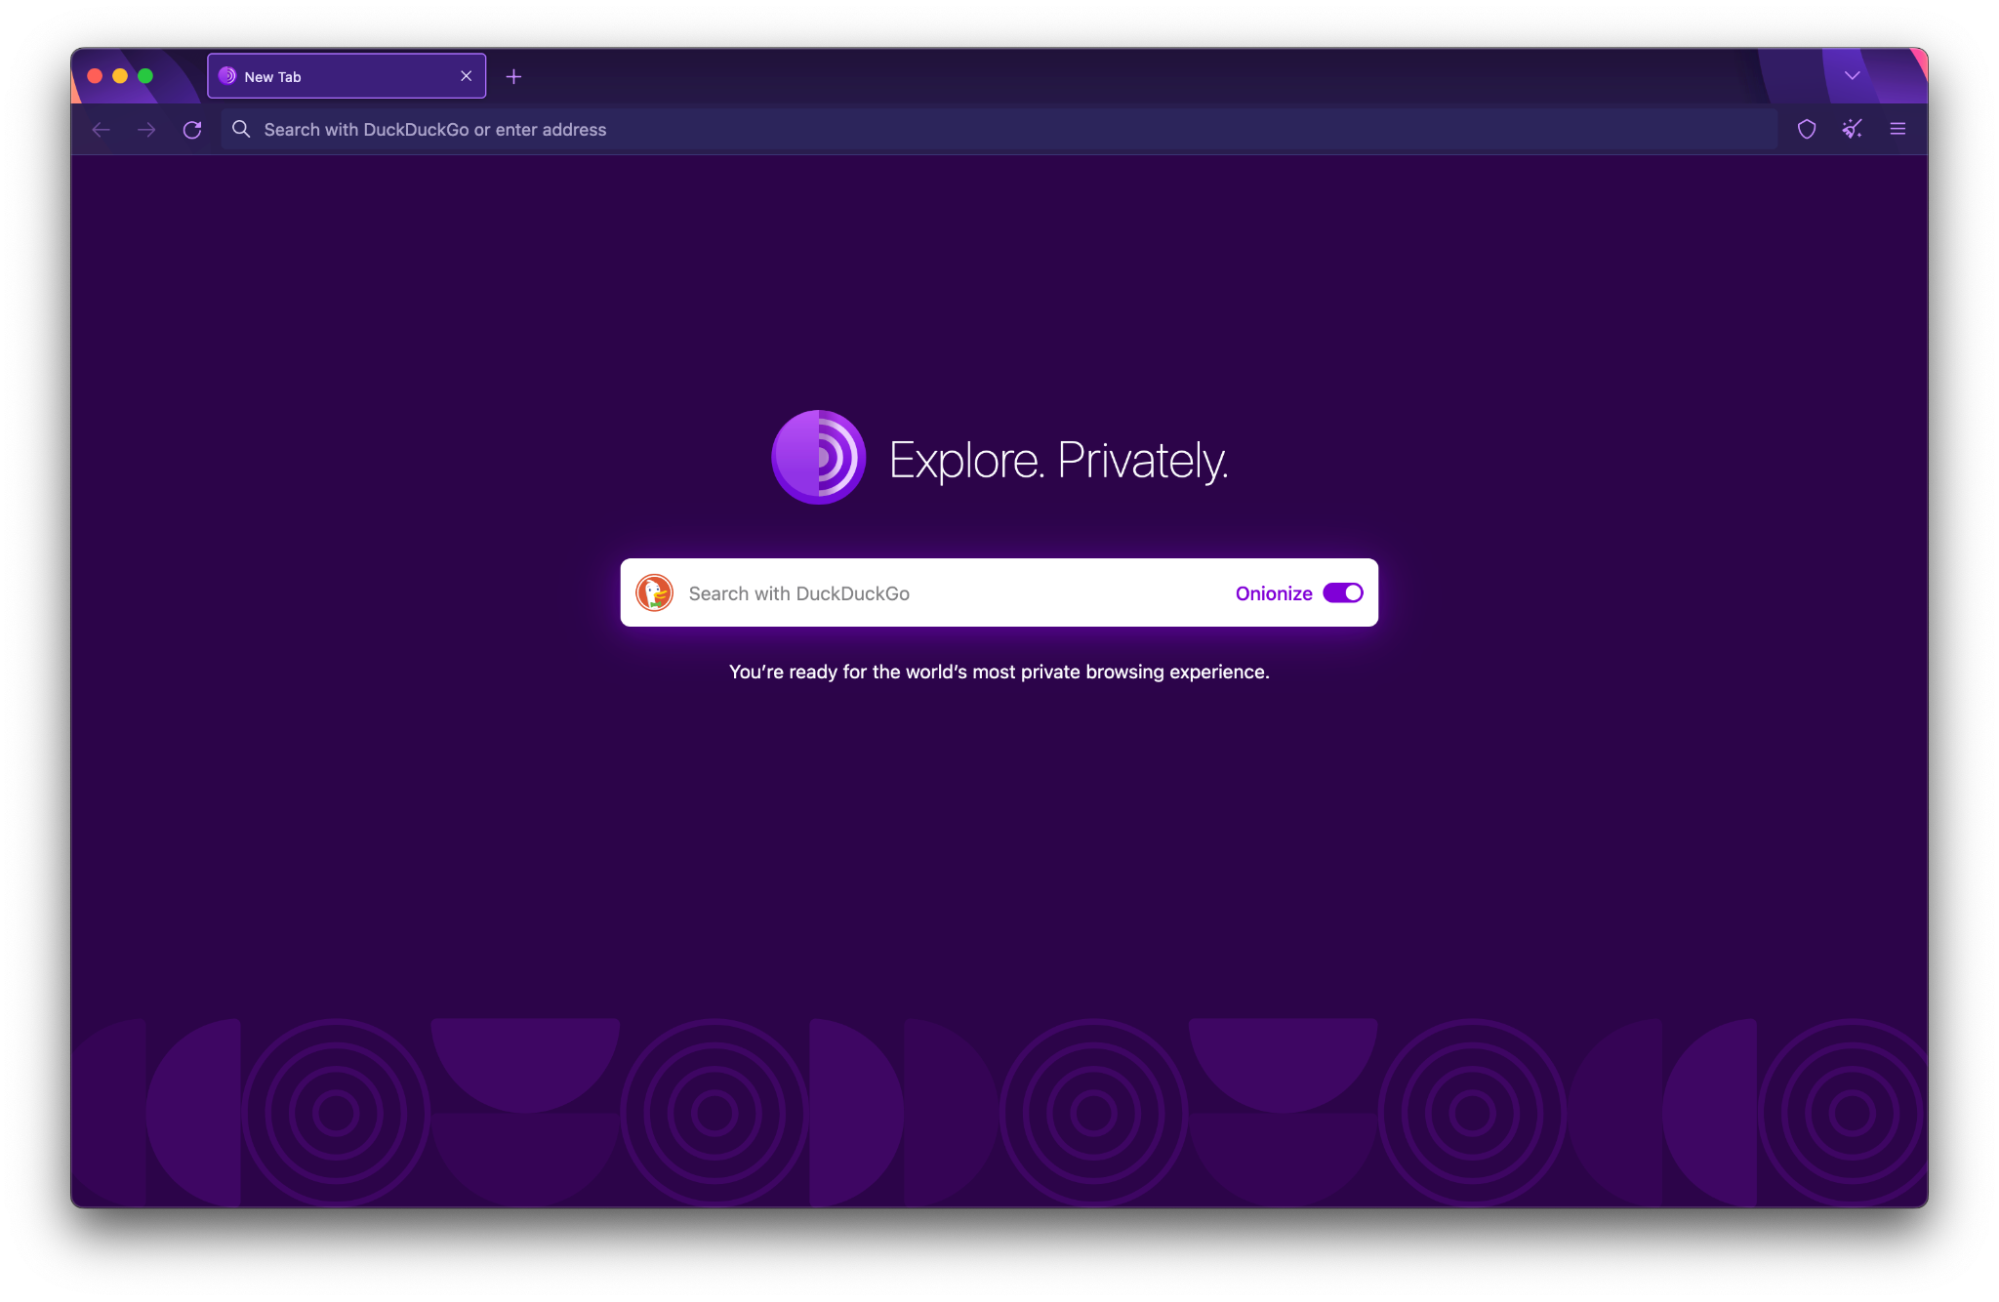 New Tab
Search with DuckDuckGo or enter address
Explore. Privately.
Search with DuckDuckGo
Onionize
You’re ready for the world’s most private browsing experience.